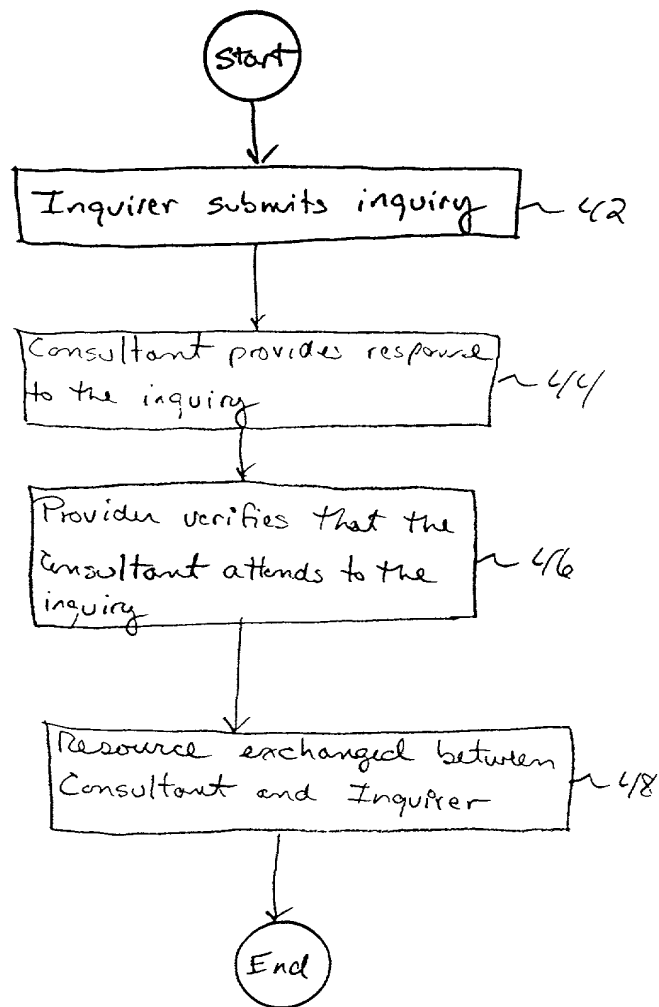 Start
Inquirer submits inquiry
42
Consultant provides response
to the inquiry
44
Provider verifies that the
Consultant attends to the
inquiry
46
Resource exchanged between
Consultant and Inquirer
48
End